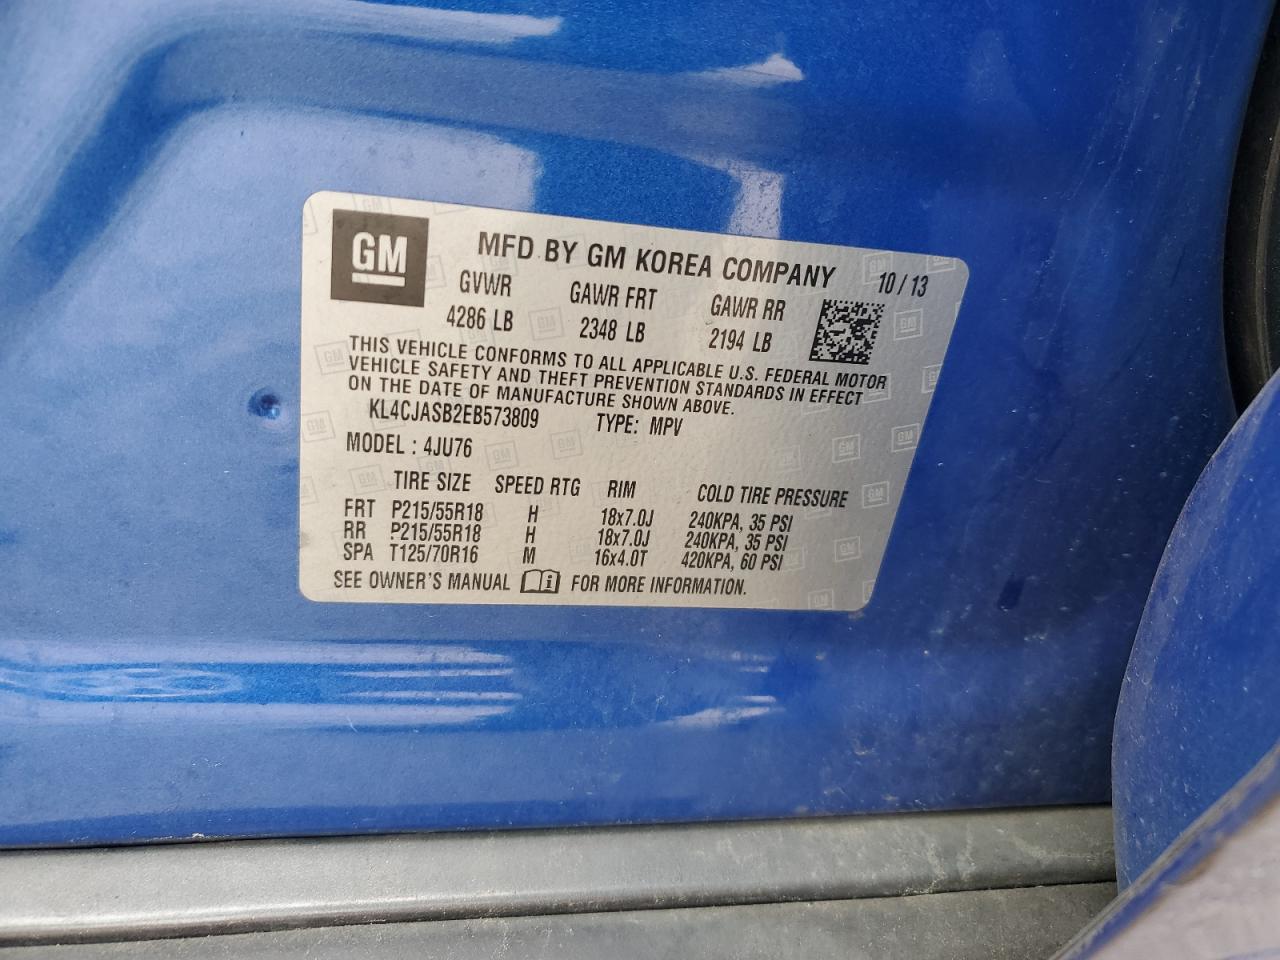 GM
MFD BY GM KOREA COMPANY 10 / 13
GVWR GAWR FRT GAWR RR
4286 LB 2348 LB 2194 LB
THIS VEHICLE CONFORMS TO ALL APPLICABLE U.S. FEDERAL MOTOR
VEHICLE SAFETY AND THEFT PREVENTION STANDARDS IN EFFECT
ON THE DATE OF MANUFACTURE SHOWN ABOVE.
KL4CJASB2EB573809 TYPE: MPV
MODEL : 4JU76
TIRE SIZE SPEED RTG RIM COLD TIRE PRESSURE
FRT P215/55R18 H 18x7.0J 240KPA, 35 PSI
RR P215/55R18 H 18x7.0J 240KPA, 35 PSI
SPA T125/70R16 M 16x4.0T 420KPA, 60 PSI
SEE OWNER'S MANUAL FOR MORE INFORMATION.